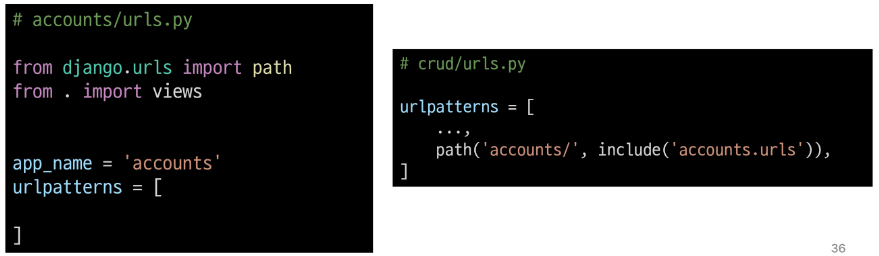 # accounts/urls.py
from django.urls import path
from . import views
app_name = 'accounts'
urlpatterns = [
]
# crud/urls.py
urlpatterns = [
    ...,
    path('accounts/', include('accounts.urls')),
]
36